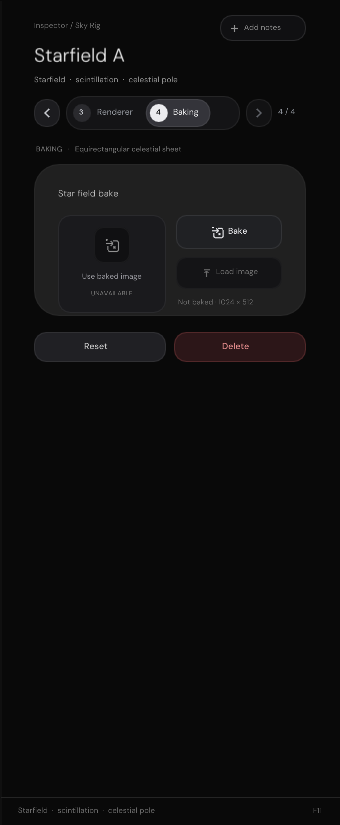 Inspector / Sky Rig
Add notes
Starfield A
Starfield · scintillation · celestial pole
3 Renderer 4 Baking 4 / 4
BAKING · Equirectangular celestial sheet
Star field bake
Use baked image
UNAVAILABLE
Bake
Load image
Not baked · 1024 × 512
Reset Delete
Starfield · scintillation · celestial pole